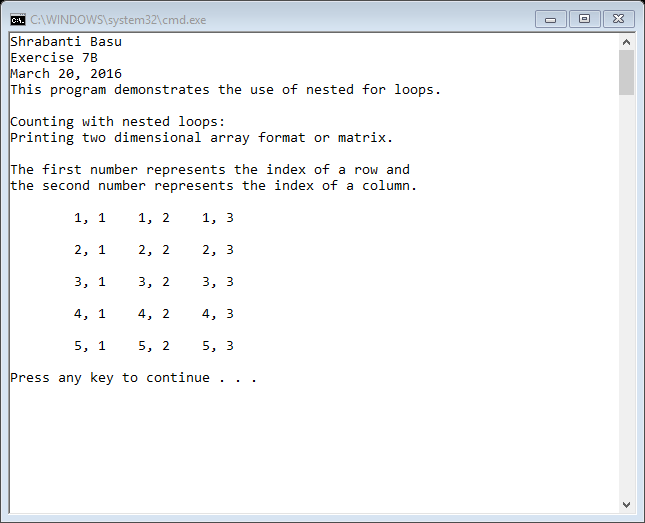 C:\WINDOWS\system32\cmd.exe
Shrabanti Basu
Exercise 7B
March 20, 2016
This program demonstrates the use of nested for loops.
Counting with nested loops:
Printing two dimensional array format or matrix.
The first number represents the index of a row and
the second number represents the index of a column.
1, 1    1, 2    1, 3
2, 1    2, 2    2, 3
3, 1    3, 2    3, 3
4, 1    4, 2    4, 3
5, 1    5, 2    5, 3
Press any key to continue . . .